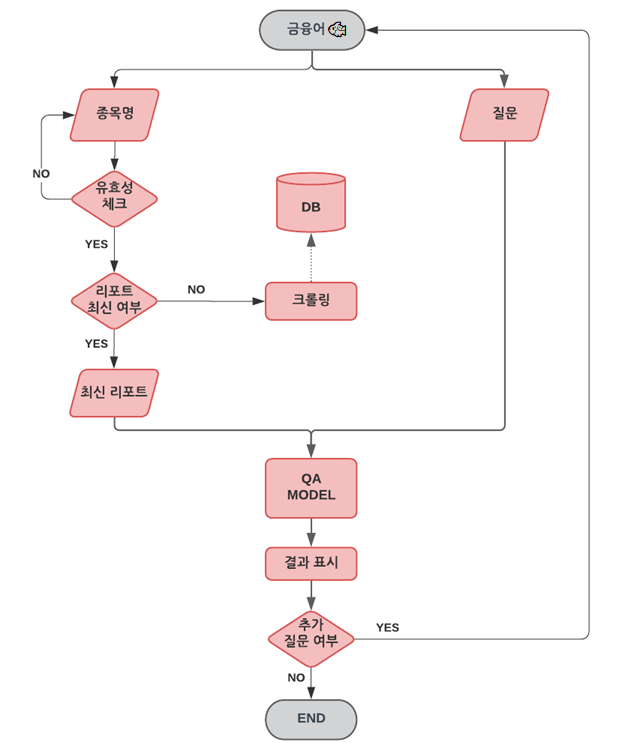 금융어
종목명
질문
NO
유효성
체크
DB
YES
리포트
최신 여부
NO
크롤링
YES
최신 리포트
QA
MODEL
결과 표시
추가
질문 여부
YES
NO
END